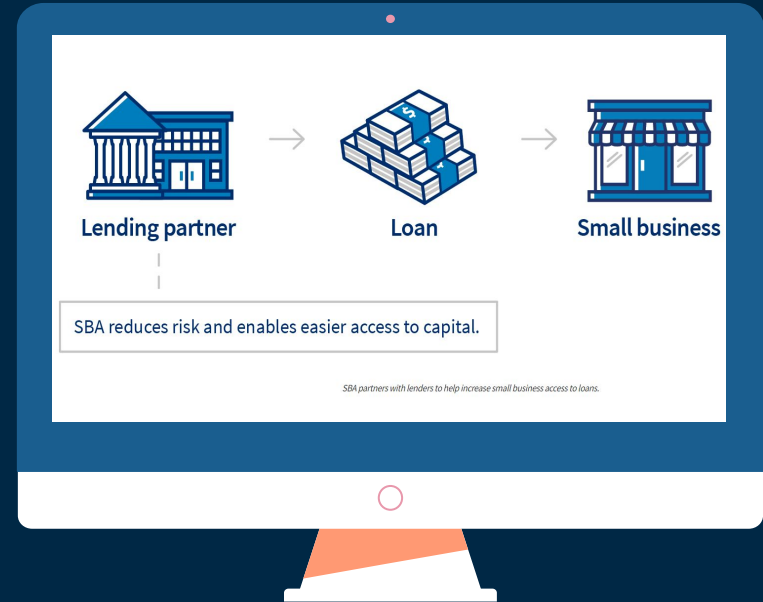 Lending partner
Loan
Small business
SBA reduces risk and enables easier access to capital.
SBA partners with lenders to help increase small business access to loans.